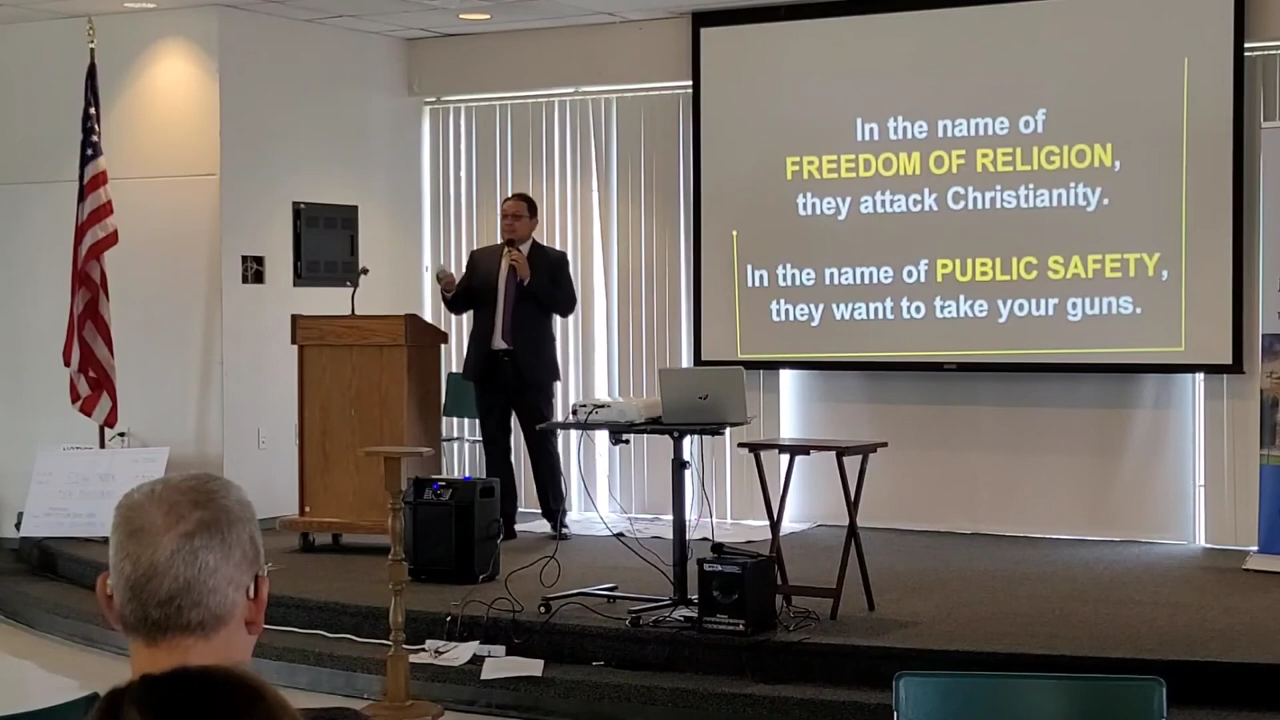 In the name of
FREEDOM OF RELIGION,
they attack Christianity.
In the name of PUBLIC SAFETY,
they want to take your guns.
hp